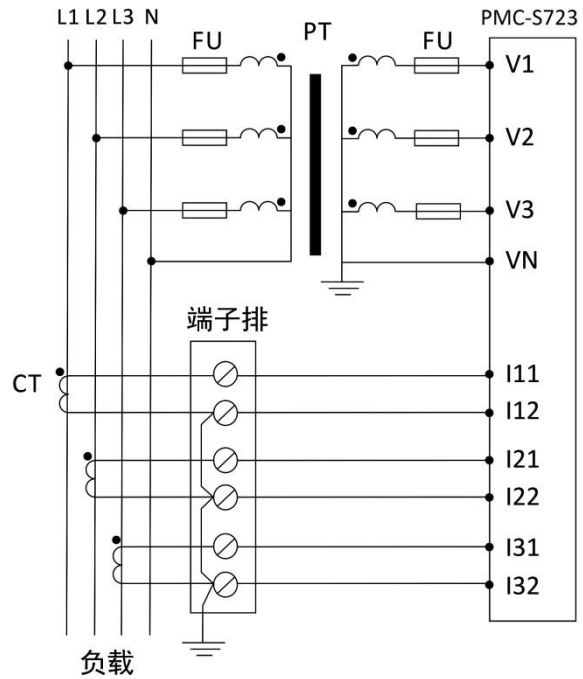 L1 L2 L3 N
FU
PT
FU
PMC-S723
V1
V2
V3
VN
端子排
CT
I11
I12
I21
I22
I31
I32
负载